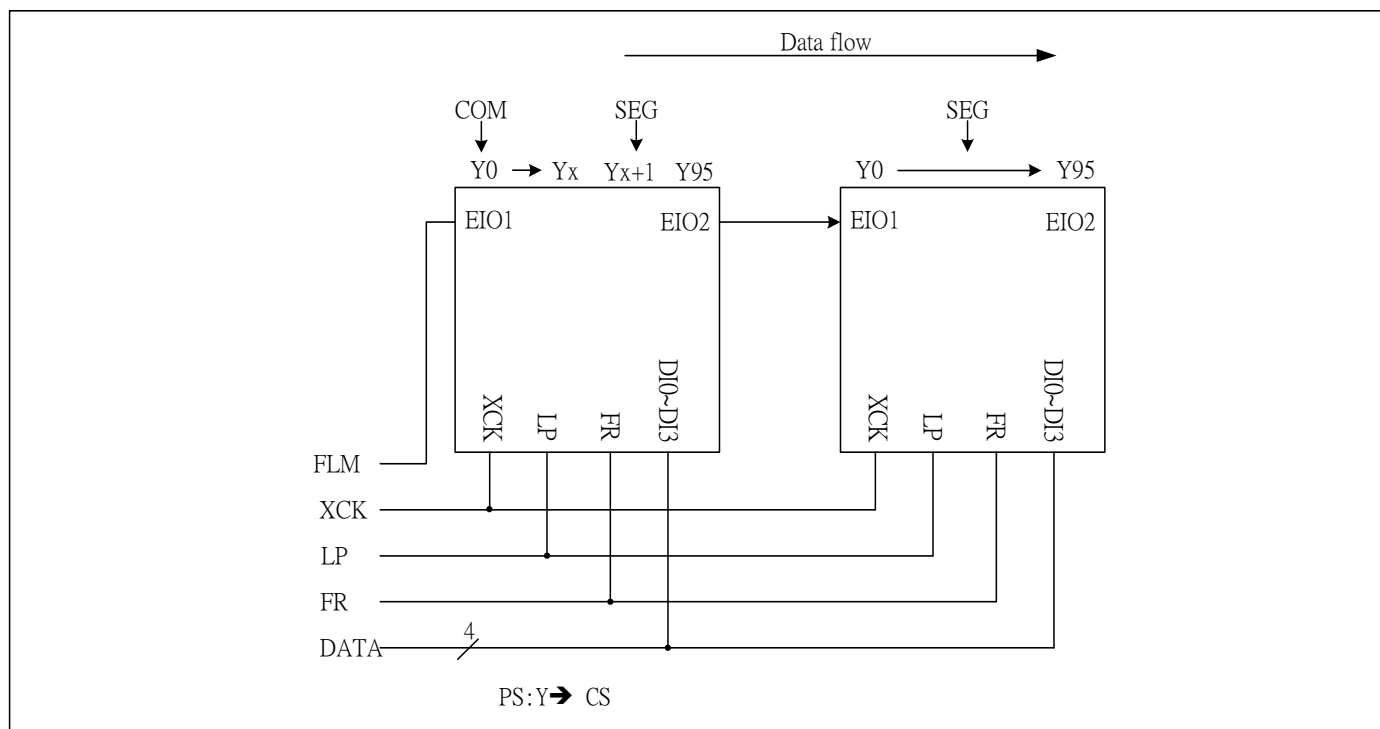 Data flow
COM
SEG
SEG
Y0
Yx
Yx+1
Y95
Y0
Y95
EIO1
EIO2
EIO1
EIO2
XCK
LP
FR
DI0~DI3
XCK
LP
FR
DI0~DI3
FLM
XCK
LP
FR
DATA
4
PS:Y➔ CS